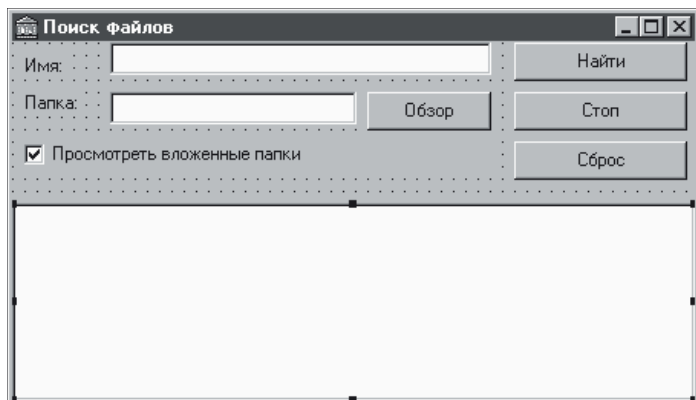 Поиск файлов
Имя:
Найти
Папка:
Обзор
Стоп
Просмотреть вложенные папки
Сброс